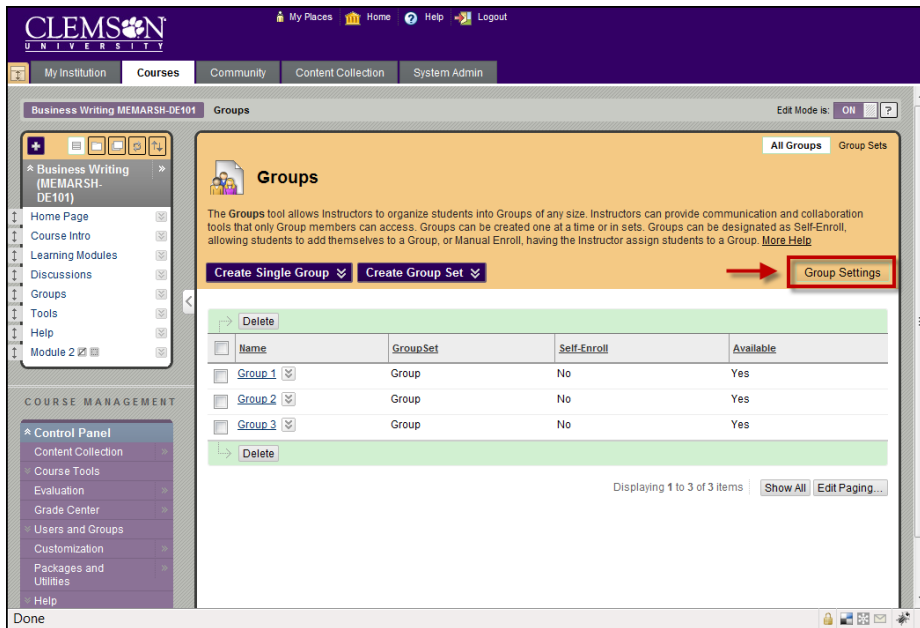 CLEMSON
UNIVERSITY
My Places Home ? Help Logout
My Institution Courses Community Content Collection System Admin
Business Writing MEMARSH-DE101 Groups Edit Mode is: ON ?
Business Writing
(MEMARSH-
DE101)
Home Page
Course Intro
Learning Modules
Discussions
Groups
Tools
Help
Module 2
COURSE MANAGEMENT
Control Panel
Content Collection
Course Tools
Evaluation
Grade Center
Users and Groups
Customization
Packages and
Utilities
Help
All Groups Group Sets
Groups
The Groups tool allows Instructors to organize students into Groups of any size. Instructors can provide communication and collaboration
tools that only Group members can access. Groups can be created one at a time or in sets. Groups can be designated as Self-Enroll,
allowing students to add themselves to a Group, or Manual Enroll, having the Instructor assign students to a Group. More Help
Create Single Group Create Group Set Group Settings
Delete
Name GroupSet Self-Enroll Available
Group 1 Group No Yes
Group 2 Group No Yes
Group 3 Group No Yes
Delete
Displaying 1 to 3 of 3 items Show All Edit Paging...
Done